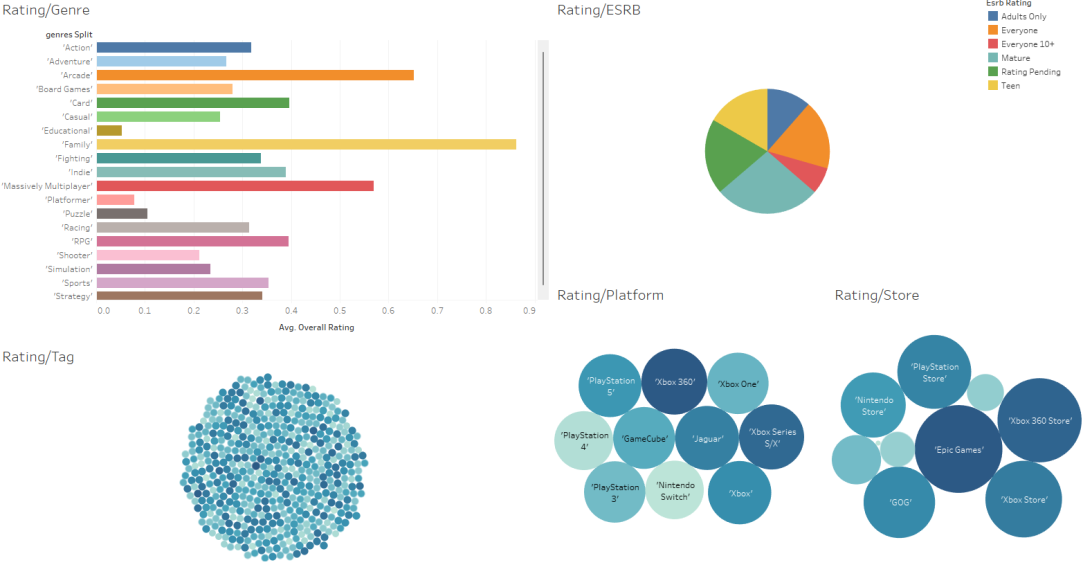 Rating/Genre
genres Split
'Action'
'Adventure'
'Arcade'
'Board Games'
'Card'
'Casual'
'Educational'
'Family'
'Fighting'
'Indie'
'Massively Multiplayer'
'Platformer'
'Puzzle'
'Racing'
'RPG'
'Shooter'
'Simulation'
'Sports'
'Strategy'
0.0 0.1 0.2 0.3 0.4 0.5 0.6 0.7 0.8 0.9
Avg. Overall Rating
Rating/ESRB
Esrb Rating
Adults Only
Everyone
Everyone 10+
Mature
Rating Pending
Teen
Rating/Tag
Rating/Platform
'PlayStation
5'
'Xbox 360'
'Xbox One'
'PlayStation
4'
'GameCube'
'Jaguar'
'Xbox Series
S/X'
'PlayStation
3'
'Nintendo
Switch'
'Xbox'
Rating/Store
'PlayStation
Store'
'Nintendo
Store'
'Xbox 360 Store'
'Epic Games'
'GOG'
'Xbox Store'